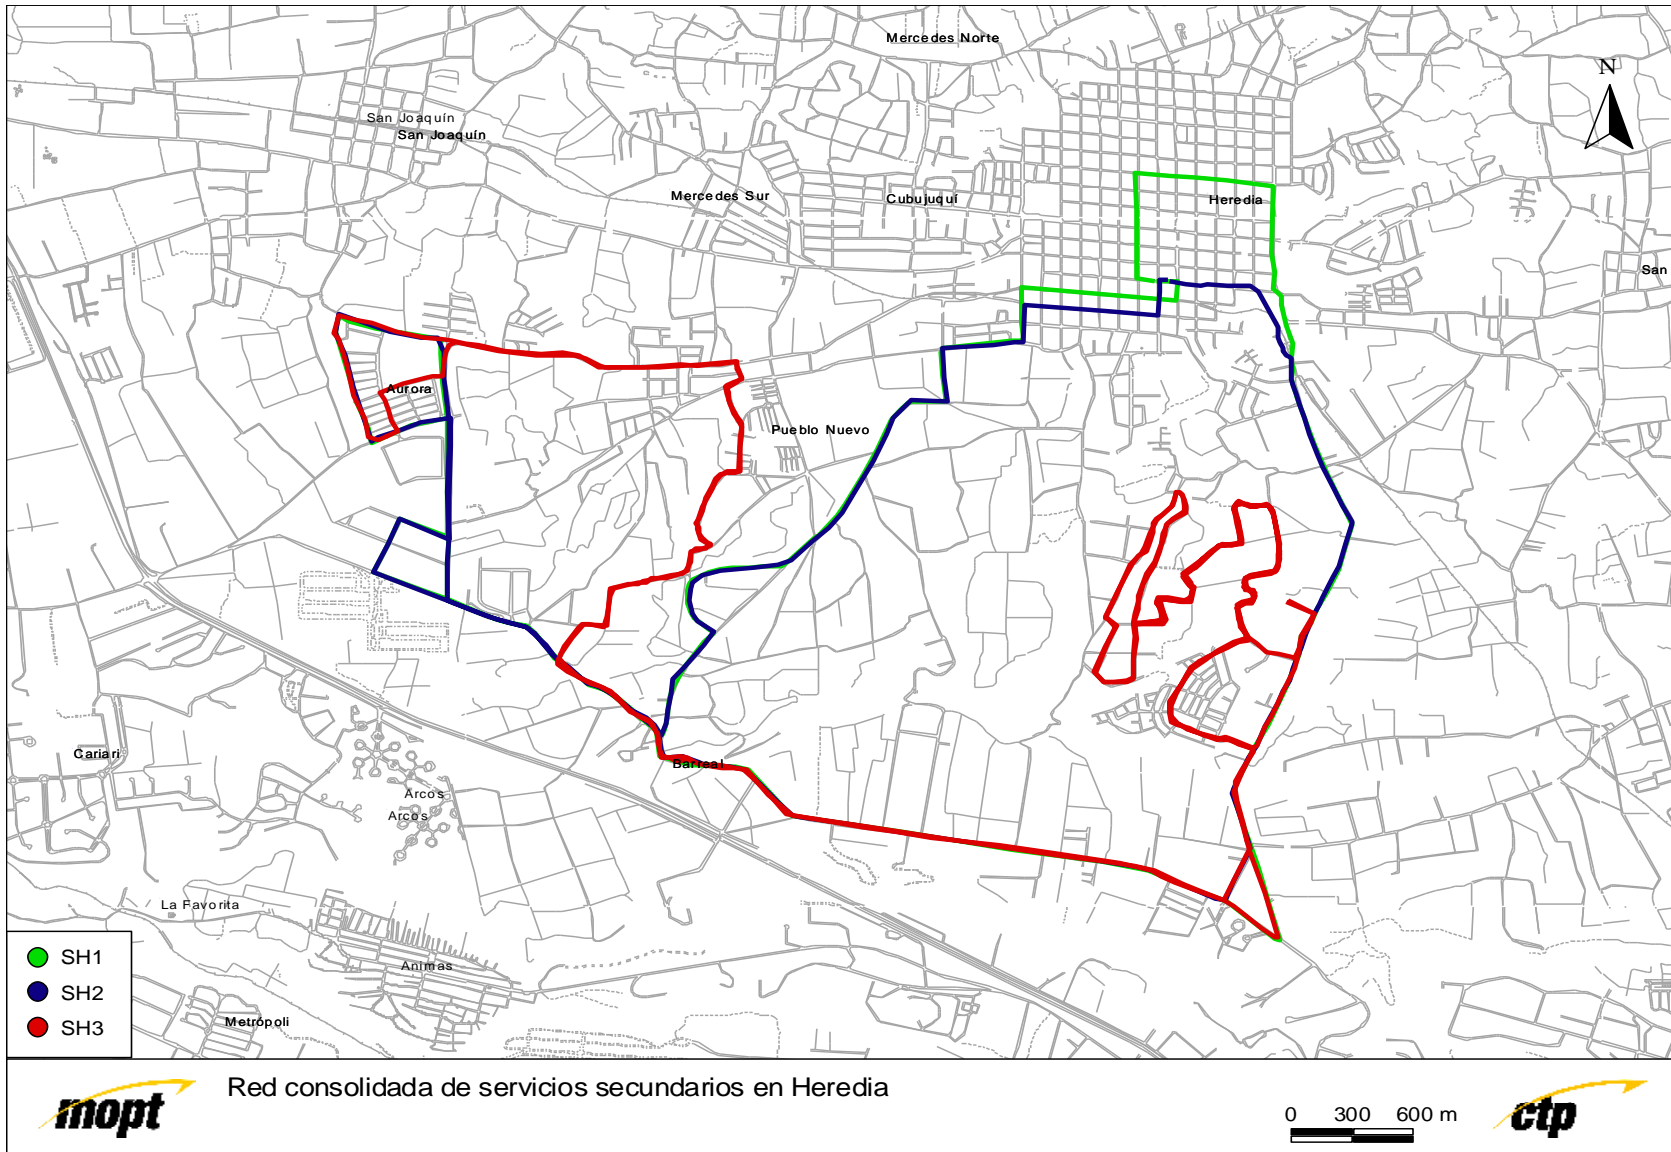 Mercedes Norte
N
San Joaquín
San Joaquín
Mercedes Sur
Cubujuquí
Heredia
San
Aurora
Pueblo Nuevo
Cariari
Barreal
Arcos
Arcos
La Favorita
Animas
Metrópoli
SH1
SH2
SH3
mopt
Red consolidada de servicios secundarios en Heredia
0 300 600 m
ctp